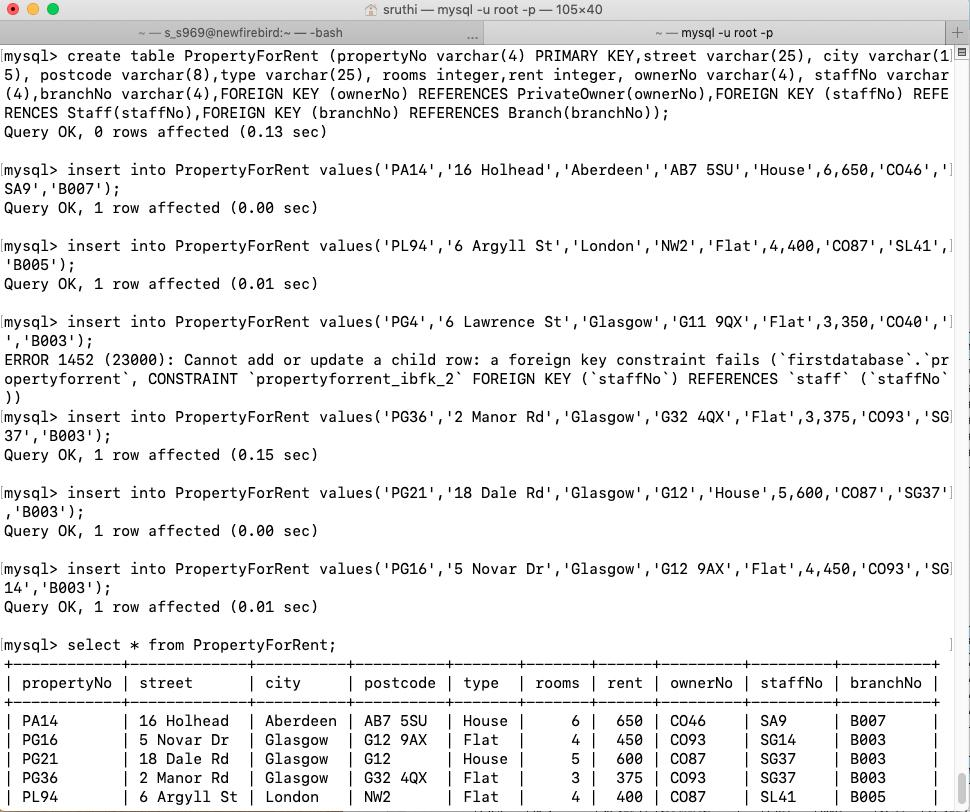 sruthi — mysql -u root -p — 105×40
~ — s_s969@newfirebird:~ — -bash ... ~ — mysql -u root -p +
mysql> create table PropertyForRent (propertyNo varchar(4) PRIMARY KEY,street varchar(25), city varchar(1
5), postcode varchar(8),type varchar(25), rooms integer,rent integer, ownerNo varchar(4), staffNo varchar
(4),branchNo varchar(4),FOREIGN KEY (ownerNo) REFERENCES PrivateOwner(ownerNo),FOREIGN KEY (staffNo) REFE
RENCES Staff(staffNo),FOREIGN KEY (branchNo) REFERENCES Branch(branchNo));
Query OK, 0 rows affected (0.13 sec)
mysql> insert into PropertyForRent values('PA14','16 Holhead','Aberdeen','AB7 5SU','House',6,650,'CO46','
SA9','B007');
Query OK, 1 row affected (0.00 sec)
mysql> insert into PropertyForRent values('PL94','6 Argyll St','London','NW2','Flat',4,400,'CO87','SL41',
'B005');
Query OK, 1 row affected (0.01 sec)
mysql> insert into PropertyForRent values('PG4','6 Lawrence St','Glasgow','G11 9QX','Flat',3,350,'CO40','
','B003');
ERROR 1452 (23000): Cannot add or update a child row: a foreign key constraint fails (`firstdatabase`.`pr
opertyforrent`, CONSTRAINT `propertyforrent_ibfk_2` FOREIGN KEY (`staffNo`) REFERENCES `staff` (`staffNo`
))
mysql> insert into PropertyForRent values('PG36','2 Manor Rd','Glasgow','G32 4QX','Flat',3,375,'CO93','SG
37','B003');
Query OK, 1 row affected (0.15 sec)
mysql> insert into PropertyForRent values('PG21','18 Dale Rd','Glasgow','G12','House',5,600,'CO87','SG37'
,'B003');
Query OK, 1 row affected (0.00 sec)
mysql> insert into PropertyForRent values('PG16','5 Novar Dr','Glasgow','G12 9AX','Flat',4,450,'CO93','SG
14','B003');
Query OK, 1 row affected (0.01 sec)
mysql> select * from PropertyForRent;
+------------+-------------+----------+----------+-------+-------+------+---------+---------+----------+
| propertyNo | street | city | postcode | type | rooms | rent | ownerNo | staffNo | branchNo |
+------------+-------------+----------+----------+-------+-------+------+---------+---------+----------+
| PA14 | 16 Holhead | Aberdeen | AB7 5SU | House | 6 | 650 | CO46 | SA9 | B007 |
| PG16 | 5 Novar Dr | Glasgow | G12 9AX | Flat | 4 | 450 | CO93 | SG14 | B003 |
| PG21 | 18 Dale Rd | Glasgow | G12 | House | 5 | 600 | CO87 | SG37 | B003 |
| PG36 | 2 Manor Rd | Glasgow | G32 4QX | Flat | 3 | 375 | CO93 | SG37 | B003 |
| PL94 | 6 Argyll St | London | NW2 | Flat | 4 | 400 | CO87 | SL41 | B005 |